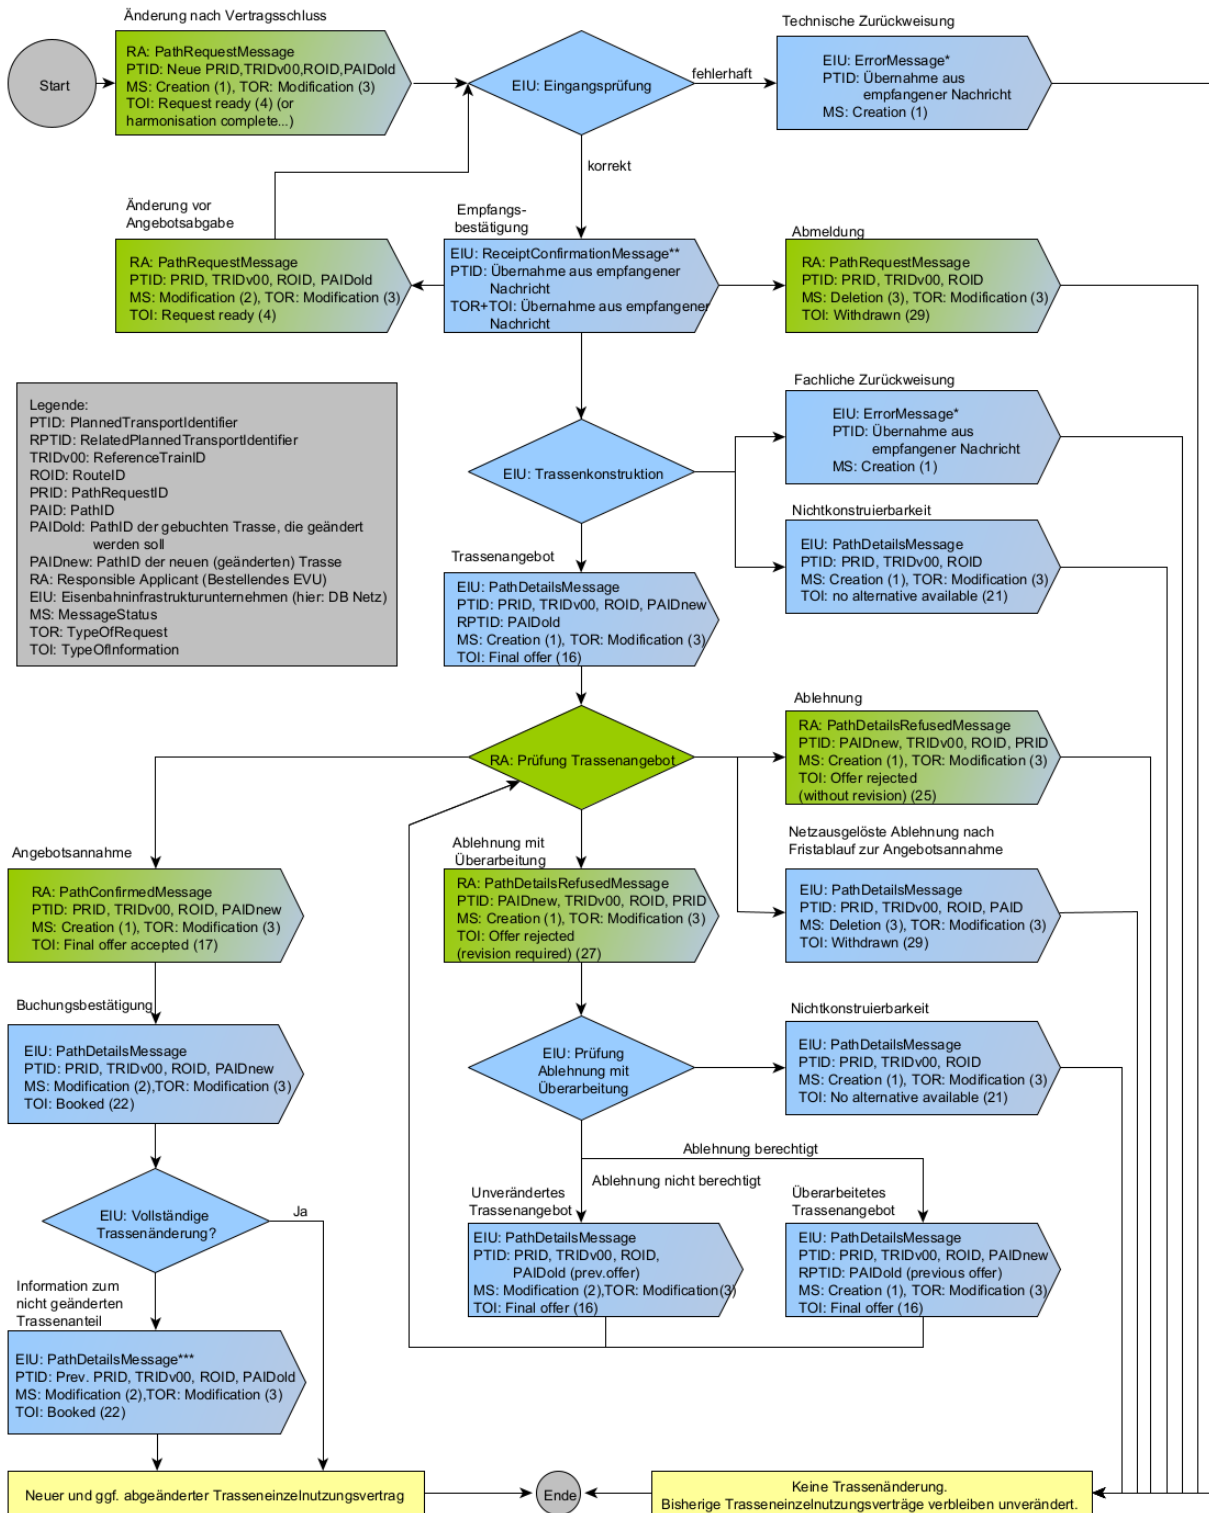 Änderung nach Vertragsschluss
Technische Zurückweisung
Start
RA: PathRequestMessage
PTID: Neue PRID,TRIDv00,ROID,PAIDold
MS: Creation (1), TOR: Modification (3)
TOI: Request ready (4) (or
harmonisation complete...)
EIU: Eingangsprüfung
fehlerhaft
EIU: ErrorMessage*
PTID: Übernahme aus
empfangener Nachricht
MS: Creation (1)
korrekt
Änderung vor
Angebotsabgabe
RA: PathRequestMessage
PTID: PRID, TRIDv00, ROID, PAIDold
MS: Modification (2), TOR: Modification (3)
TOI: Request ready (4)
Empfangs-
bestätigung
EIU: ReceiptConfirmationMessage**
PTID: Übernahme aus empfangener
Nachricht
TOR+TOI: Übernahme aus empfangener
Nachricht
Abmeldung
RA: PathRequestMessage
PTID: PRID, TRIDv00, ROID
MS: Deletion (3), TOR: Modification (3)
TOI: Withdrawn (29)
Legende:
PTID: PlannedTransportIdentifier
RPTID: RelatedPlannedTransportIdentifier
TRIDv00: ReferenceTrainID
ROID: RouteID
PRID: PathRequestID
PAID: PathID
PAIDold: PathID der gebuchten Trasse, die geändert
werden soll
PAIDnew: PathID der neuen (geänderten) Trasse
RA: Responsible Applicant (Bestellendes EVU)
EIU: Eisenbahninfrastrukturunternehmen (hier: DB Netz)
MS: MessageStatus
TOR: TypeOfRequest
TOI: TypeOfInformation
EIU: Trassenkonstruktion
Fachliche Zurückweisung
EIU: ErrorMessage*
PTID: Übernahme aus
empfangener Nachricht
MS: Creation (1)
Nichtkonstruierbarkeit
EIU: PathDetailsMessage
PTID: PRID, TRIDv00, ROID
MS: Creation (1), TOR: Modification (3)
TOI: no alternative available (21)
Trassenangebot
EIU: PathDetailsMessage
PTID: PRID, TRIDv00, ROID, PAIDnew
RPTID: PAIDold
MS: Creation (1), TOR: Modification (3)
TOI: Final offer (16)
RA: Prüfung Trassenangebot
Ablehnung
RA: PathDetailsRefusedMessage
PTID: PAIDnew, TRIDv00, ROID, PRID
MS: Creation (1), TOR: Modification (3)
TOI: Offer rejected
(without revision) (25)
Angebotsannahme
RA: PathConfirmedMessage
PTID: PRID, TRIDv00, ROID, PAIDnew
MS: Creation (1), TOR: Modification (3)
TOI: Final offer accepted (17)
Ablehnung mit
Überarbeitung
RA: PathDetailsRefusedMessage
PTID: PAIDnew, TRIDv00, ROID, PRID
MS: Creation (1), TOR: Modification (3)
TOI: Offer rejected
(revision required) (27)
Netzausgelöste Ablehnung nach
Fristablauf zur Angebotsannahme
EIU: PathDetailsMessage
PTID: PRID, TRIDv00, ROID, PAID
MS: Deletion (3), TOR: Modification (3)
TOI: Withdrawn (29)
Buchungsbestätigung
EIU: PathDetailsMessage
PTID: PRID, TRIDv00, ROID, PAIDnew
MS: Modification (2),TOR: Modification (3)
TOI: Booked (22)
EIU: Prüfung
Ablehnung mit
Überarbeitung
Nichtkonstruierbarkeit
EIU: PathDetailsMessage
PTID: PRID, TRIDv00, ROID
MS: Creation (1), TOR: Modification (3)
TOI: No alternative available (21)
Ablehnung berechtigt
Ablehnung nicht berechtigt
EIU: Vollständige
Trassenänderung?
Ja
Unverändertes
Trassenangebot
EIU: PathDetailsMessage
PTID: PRID, TRIDv00, ROID,
PAIDold (prev.offer)
MS: Modification (2),TOR: Modification(3)
TOI: Final offer (16)
Überarbeitetes
Trassenangebot
EIU: PathDetailsMessage
PTID: PRID, TRIDv00, ROID, PAIDnew
RPTID: PAIDold (previous offer)
MS: Creation (1), TOR: Modification (3)
TOI: Final offer (16)
Information zum
nicht geänderten
Trassenanteil
EIU: PathDetailsMessage***
PTID: Prev. PRID, TRIDv00, ROID, PAIDold
MS: Modification (2),TOR: Modification (3)
TOI: Booked (22)
Neuer und ggf. abgeänderter Trasseneinzelnutzungsvertrag
Ende
Keine Trassenänderung.
Bisherige Trasseneinzelnutzungsverträge verbleiben unverändert.